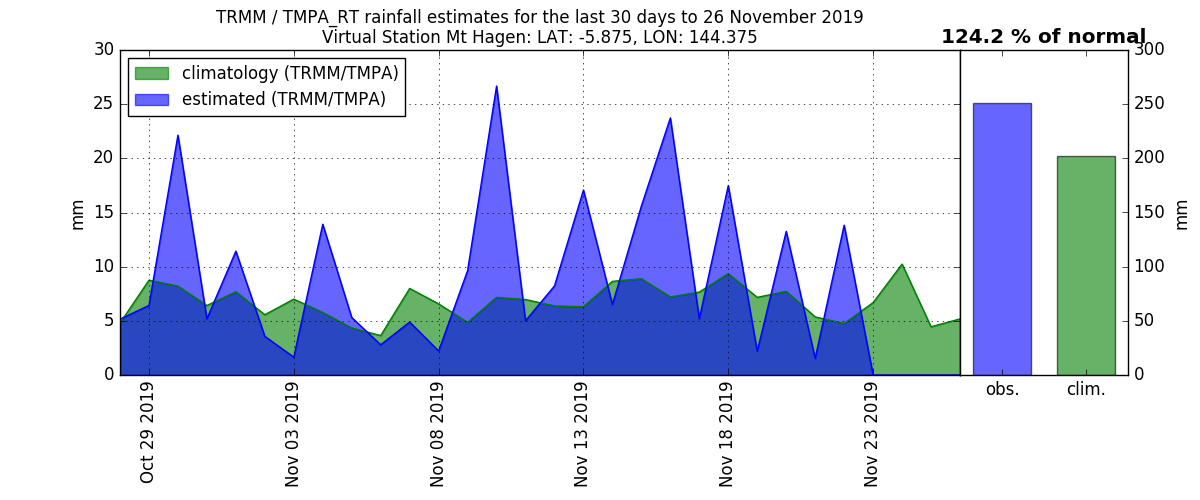 TRMM / TMPA_RT rainfall estimates for the last 30 days to 26 November 2019
Virtual Station Mt Hagen: LAT: -5.875, LON: 144.375
124.2 % of normal
climatology (TRMM/TMPA)
estimated (TRMM/TMPA)
30
25
20
15
10
5
0
mm
Oct 29 2019
Nov 03 2019
Nov 08 2019
Nov 13 2019
Nov 18 2019
Nov 23 2019
obs.
clim.
300
250
200
150
100
50
0
mm